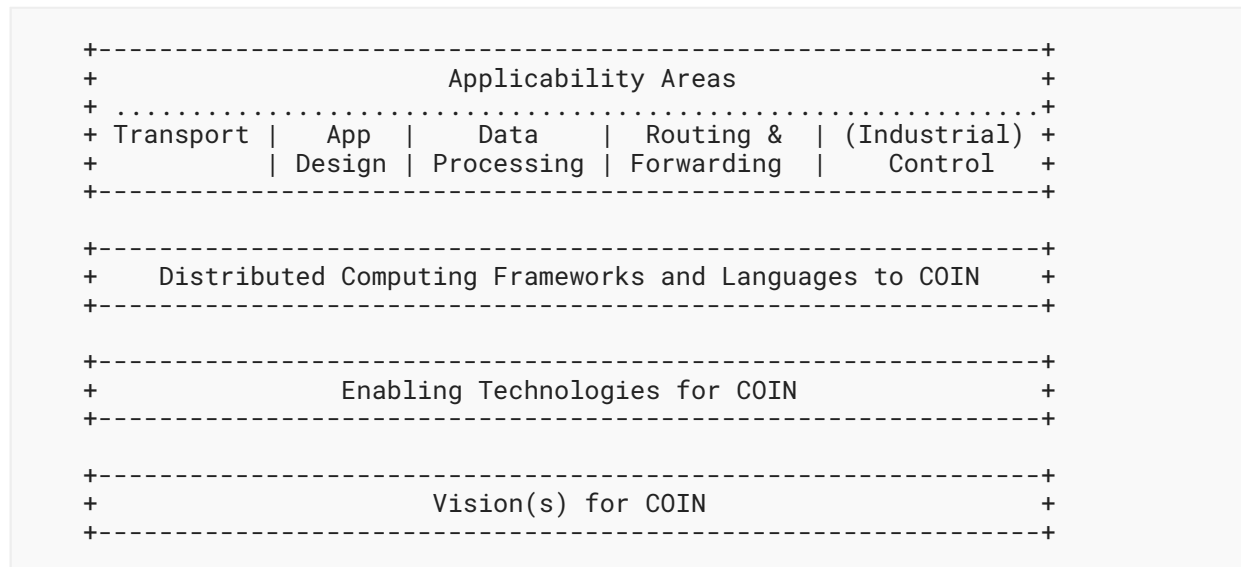 +---------------------------------------------------------------+
+                       Applicability Areas                     +
+ .............................................................+
+ Transport |   App  |    Data    |  Routing &  | (Industrial) +
+           | Design | Processing | Forwarding  |    Control   +
+---------------------------------------------------------------+
+---------------------------------------------------------------+
+    Distributed Computing Frameworks and Languages to COIN    +
+---------------------------------------------------------------+
+---------------------------------------------------------------+
+                Enabling Technologies for COIN                +
+---------------------------------------------------------------+
+---------------------------------------------------------------+
+                      Vision(s) for COIN                      +
+---------------------------------------------------------------+